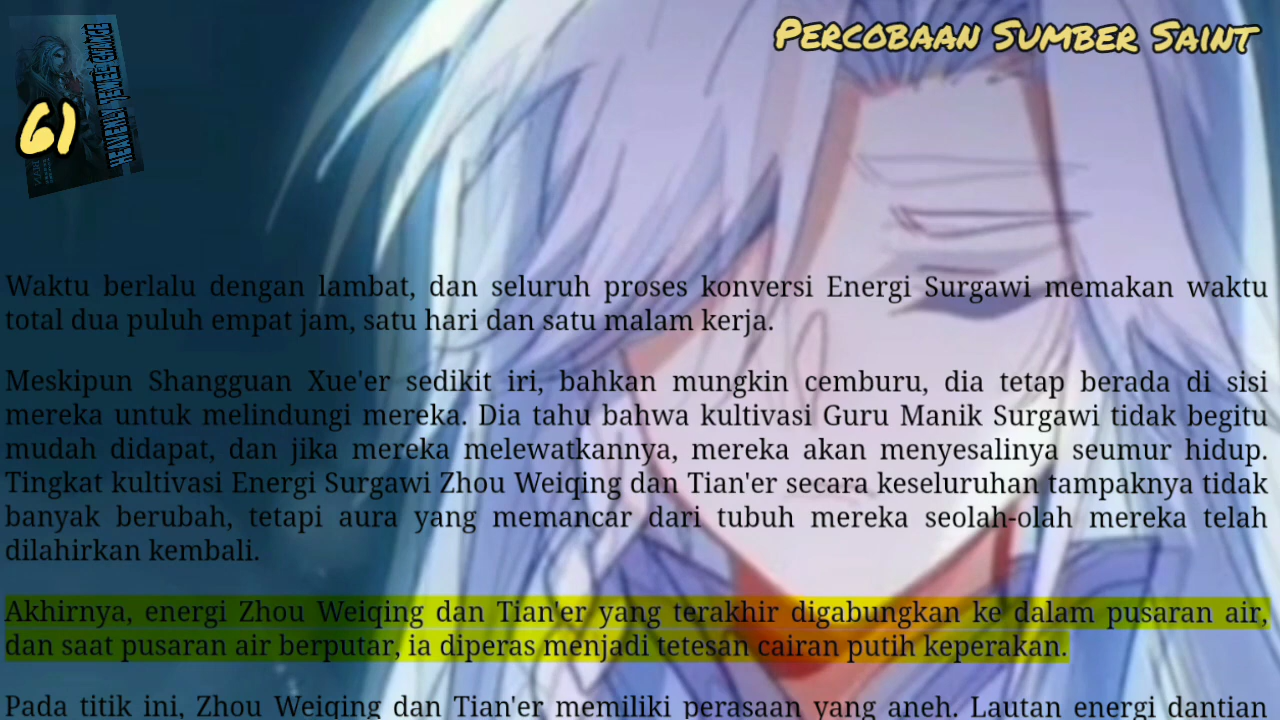 Percobaan Sumber Saint
61
HEAVENLY JEWEL CHANGE
Waktu berlalu dengan lambat, dan seluruh proses konversi Energi Surgawi memakan waktu
total dua puluh empat jam, satu hari dan satu malam kerja.
Meskipun Shangguan Xue'er sedikit iri, bahkan mungkin cemburu, dia tetap berada di sisi
mereka untuk melindungi mereka. Dia tahu bahwa kultivasi Guru Manik Surgawi tidak begitu
mudah didapat, dan jika mereka melewatkannya, mereka akan menyesalinya seumur hidup.
Tingkat kultivasi Energi Surgawi Zhou Weiqing dan Tian'er secara keseluruhan tampaknya tidak
banyak berubah, tetapi aura yang memancar dari tubuh mereka seolah-olah mereka telah
dilahirkan kembali.
Akhirnya, energi Zhou Weiqing dan Tian'er yang terakhir digabungkan ke dalam pusaran air,
dan saat pusaran air berputar, ia diperas menjadi tetesan cairan putih keperakan.
Pada titik ini, Zhou Weiqing dan Tian'er memiliki perasaan yang aneh. Lautan energi dantian